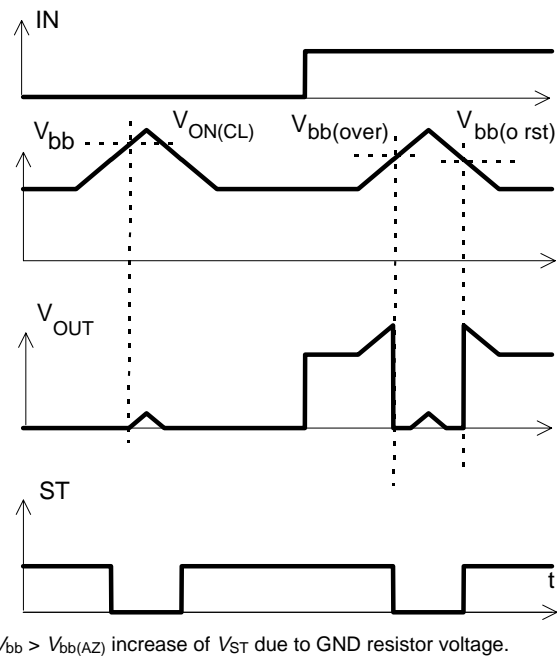 IN
V_bb V_ON(CL) V_bb(over) V_bb(o rst)
V_OUT
ST
t
V_bb > V_bb(AZ) increase of V_ST due to GND resistor voltage.